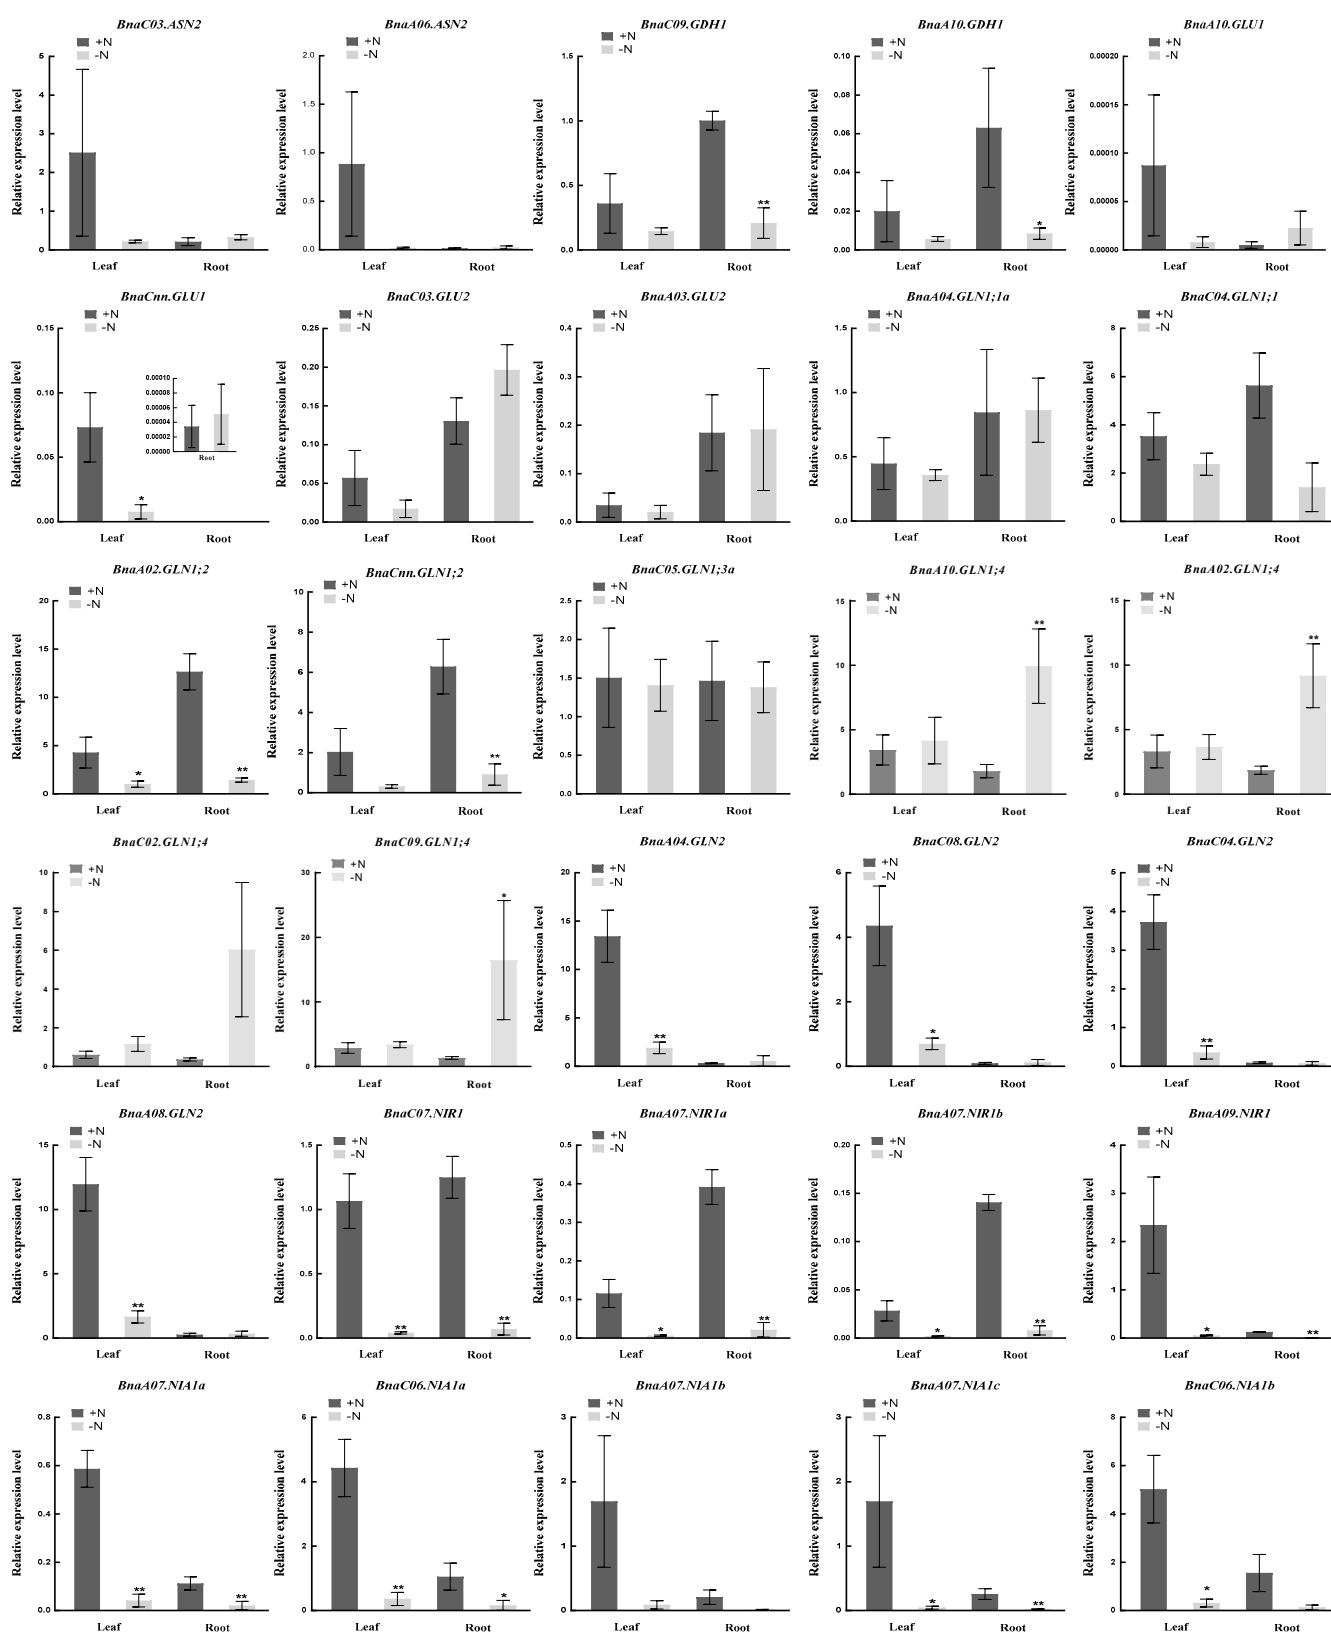 BnaC03.ASN2
+N
-N
Relative expression level
5
4
3
2
1
0
Leaf
Root
BnaA06.ASN2
+N
-N
Relative expression level
2.0
1.5
1.0
0.5
0.0
Leaf
Root
BnaC09.GDH1
+N
-N
Relative expression level
1.5
1.0
0.5
0.0
**
Leaf
Root
BnaA10.GDH1
+N
-N
Relative expression level
0.10
0.08
0.06
0.04
0.02
0.00
*
Leaf
Root
BnaA10.GLU1
+N
-N
Relative expression level
0.00020
0.00015
0.00010
0.00005
0.00000
Leaf
Root
BnaCnn.GLU1
+N
-N
Relative expression level
0.15
0.10
0.05
0.00
*
0.00010
0.00008
0.00006
0.00004
0.00002
0.00000
Root
Leaf
Root
BnaC03.GLU2
+N
-N
Relative expression level
0.25
0.20
0.15
0.10
0.05
0.00
Leaf
Root
BnaA03.GLU2
+N
-N
Relative expression level
0.4
0.3
0.2
0.1
0.0
Leaf
Root
BnaA04.GLN1;1a
+N
-N
Relative expression level
1.5
1.0
0.5
0.0
Leaf
Root
BnaC04.GLN1;1
+N
-N
Relative expression level
8
6
4
2
0
Leaf
Root
BnaA02.GLN1;2
+N
-N
Relative expression level
20
15
10
5
0
*
**
Leaf
Root
BnaCnn.GLN1;2
+N
-N
Relative expression level
10
8
6
4
2
0
**
Leaf
Root
BnaC05.GLN1;3a
+N
-N
Relative expression level
2.5
2.0
1.5
1.0
0.5
0.0
Leaf
Root
BnaA10.GLN1;4
+N
-N
Relative expression level
15
10
5
0
**
Leaf
Root
BnaA02.GLN1;4
+N
-N
Relative expression level
15
10
5
0
**
Leaf
Root
BnaC02.GLN1;4
+N
-N
Relative expression level
10
8
6
4
2
0
Leaf
Root
BnaC09.GLN1;4
+N
-N
Relative expression level
30
20
10
0
*
Leaf
Root
BnaA04.GLN2
+N
-N
Relative expression level
20
15
10
5
0
**
Leaf
Root
BnaC08.GLN2
+N
-N
Relative expression level
6
4
2
0
*
Leaf
Root
BnaC04.GLN2
+N
-N
Relative expression level
5
4
3
2
1
0
**
Leaf
Root
BnaA08.GLN2
+N
-N
Relative expression level
15
10
5
0
**
Leaf
Root
BnaC07.NIR1
+N
-N
Relative expression level
1.5
1.0
0.5
0.0
**
**
Leaf
Root
BnaA07.NIR1a
+N
-N
Relative expression level
0.5
0.4
0.3
0.2
0.1
0.0
*
**
Leaf
Root
BnaA07.NIR1b
+N
-N
Relative expression level
0.20
0.15
0.10
0.05
0.00
*
**
Leaf
Root
BnaA09.NIR1
+N
-N
Relative expression level
4
3
2
1
0
*
**
Leaf
Root
BnaA07.NIA1a
+N
-N
Relative expression level
0.8
0.6
0.4
0.2
0.0
**
**
Leaf
Root
BnaC06.NIA1a
+N
-N
Relative expression level
6
4
2
0
**
*
Leaf
Root
BnaA07.NIA1b
+N
-N
Relative expression level
3
2
1
0
Leaf
Root
BnaA07.NIA1c
+N
-N
Relative expression level
3
2
1
0
*
**
Leaf
Root
BnaC06.NIA1b
+N
-N
Relative expression level
8
6
4
2
0
*
Leaf
Root